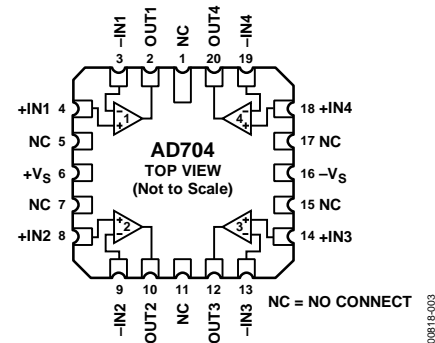 –IN1
OUT1
NC
OUT4
–IN4
3 2 1 20 19
+IN1 4
18 +IN4
1
4
NC 5
17 NC
AD704
TOP VIEW
(Not to Scale)
+VS 6
16 –VS
NC 7
15 NC
+IN2 8
14 +IN3
2
3
9 10 11 12 13
–IN2
OUT2
NC
OUT3
–IN3
NC = NO CONNECT
00818-003